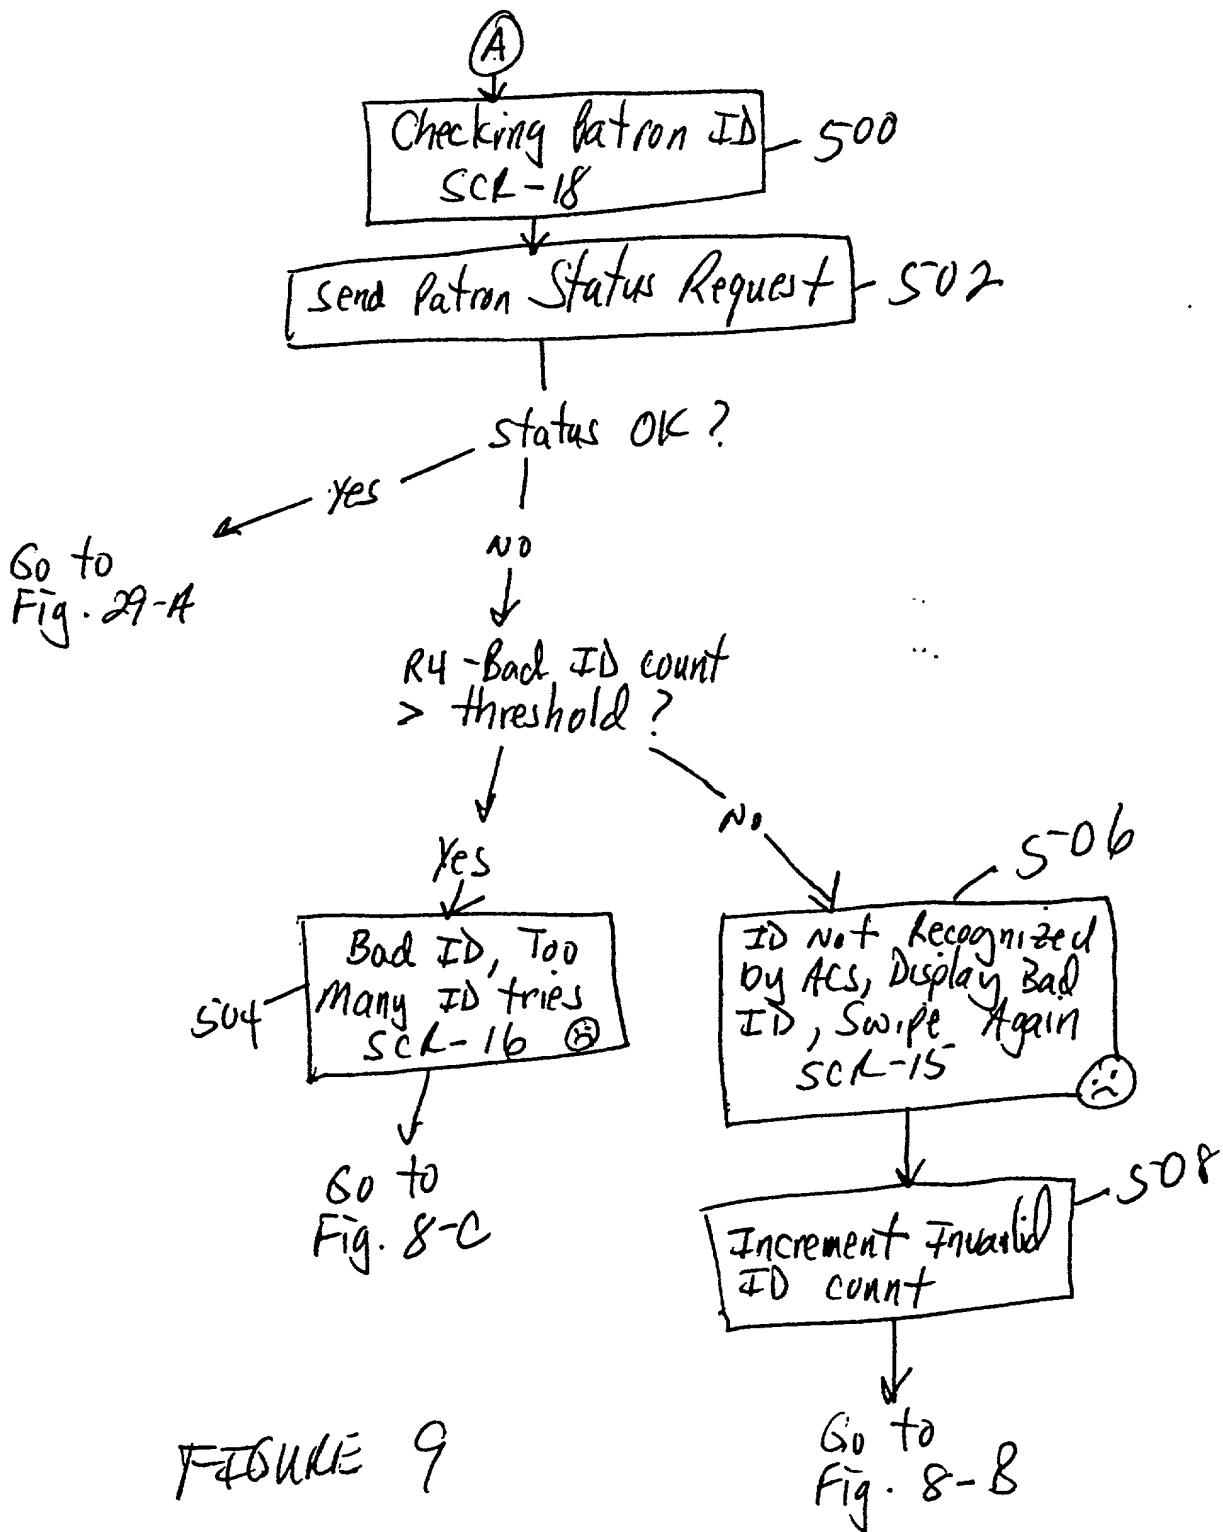 A
Checking Patron ID
SCR-18
500
Send Patron Status Request
502
Status OK?
Yes
Go to
Fig. 29-A
NO
R4-Bad ID count
> threshold?
Yes
No
506
Bad ID, Too
Many ID tries
SCR-16
504
ID Not Recognized
by ACS, Display Bad
ID, Swipe Again
SCR-15
Go to
Fig. 8-C
508
Increment Invalid
ID count
Go to
Fig. 8-B
FIGURE 9